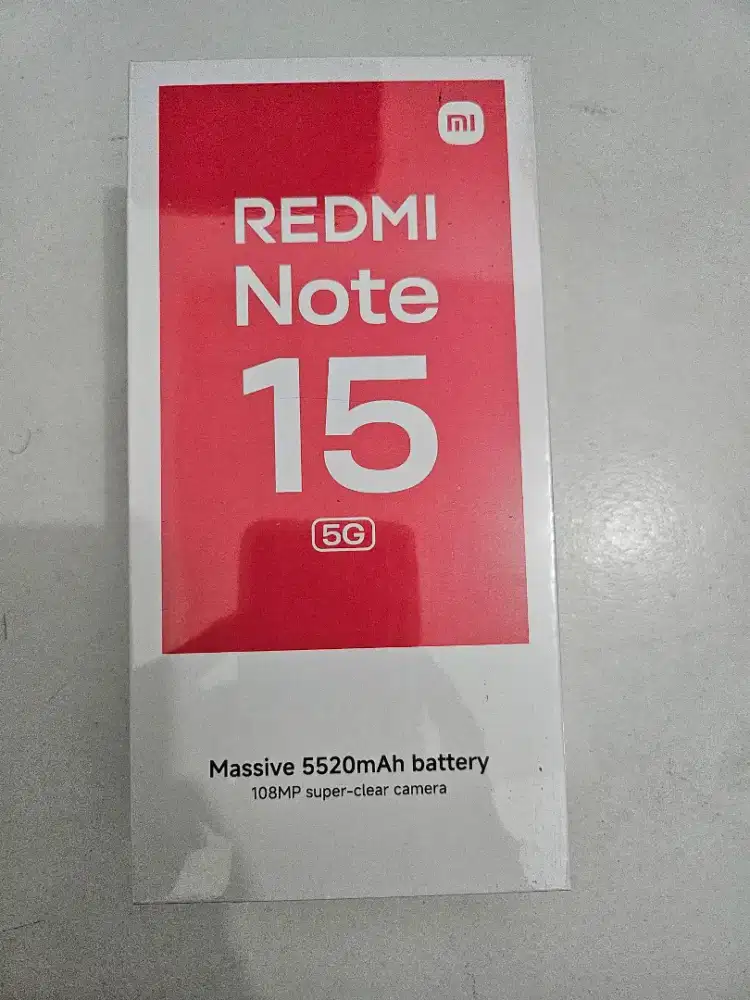 mi
REDMI
Note
15
5G
Massive 5520mAh battery
108MP super-clear camera